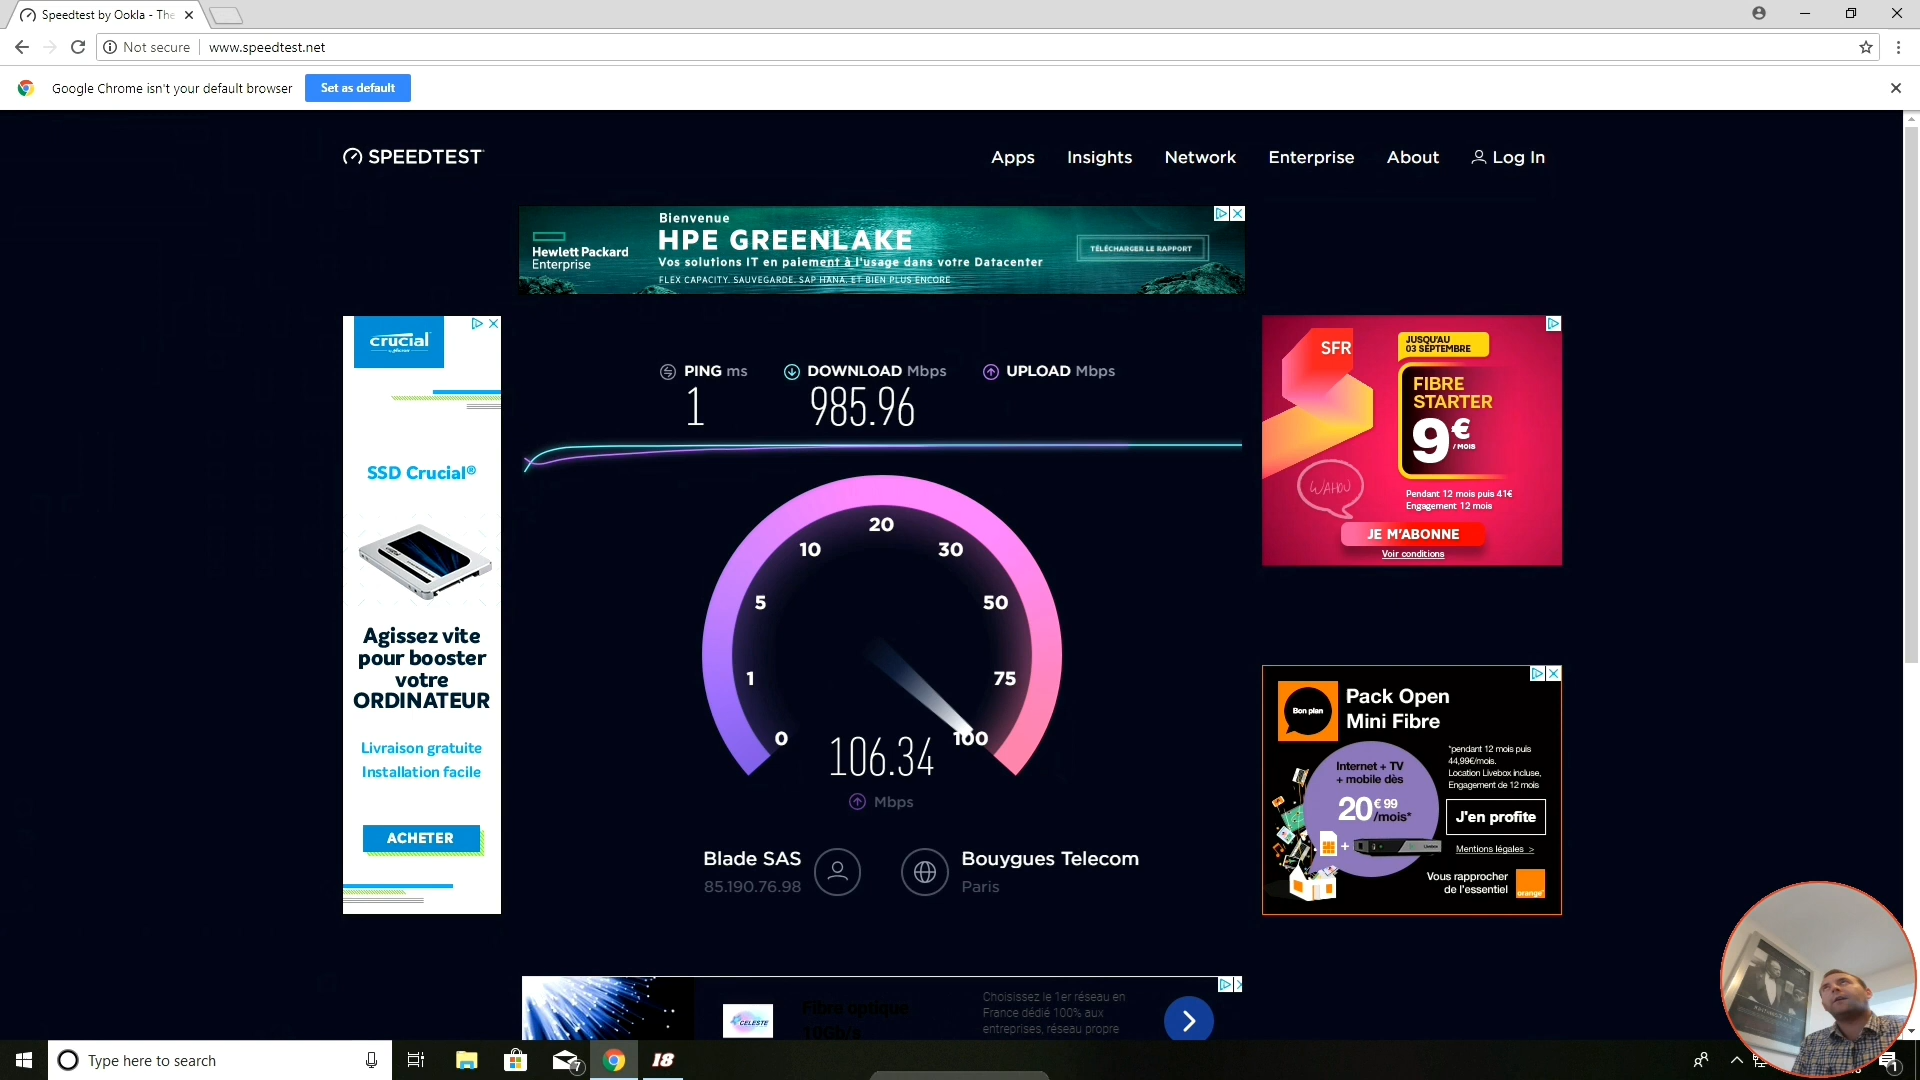 Speedtest by Ookla - The
Not secure
www.speedtest.net
Google Chrome isn't your default browser
Set as default
SPEEDTEST
Apps
Insights
Network
Enterprise
About
Log In
Hewlett Packard
Enterprise
Bienvenue
HPE GREENLAKE
Vos solutions IT en paiement à l'usage dans votre Datacenter
FLEX CAPACITY, SAUVEGARDE, SAP HANA, ET BIEN PLUS ENCORE
TÉLÉCHARGER LE RAPPORT
crucial
SSD Crucial®
Agissez vite
pour booster
votre
ORDINATEUR
Livraison gratuite
Installation facile
ACHETER
PING ms
1
DOWNLOAD Mbps
985.96
UPLOAD Mbps
0
1
5
10
20
30
50
75
100
106.34
Mbps
Blade SAS
85.190.76.98
Bouygues Telecom
Paris
SFR
JUSQU'AU
03 SEPTEMBRE
FIBRE
STARTER
9€
/MOIS
WAHOU
Pendant 12 mois puis 41€
Engagement 12 mois
JE M'ABONNE
Voir conditions
Bon plan
Pack Open
Mini Fibre
Internet + TV
+ mobile dès
20€99
/mois*
*pendant 12 mois puis
44,99€/mois.
Location Livebox incluse,
Engagement de 12 mois
J'en profite
Mentions légales >
Vous rapprocher
de l'essentiel
orange
CELESTE
Fibre optique
10Gb/s
Choisissez le 1er réseau en
France dédié 100% aux
entreprises, réseau propre
Type here to search
7
18
1